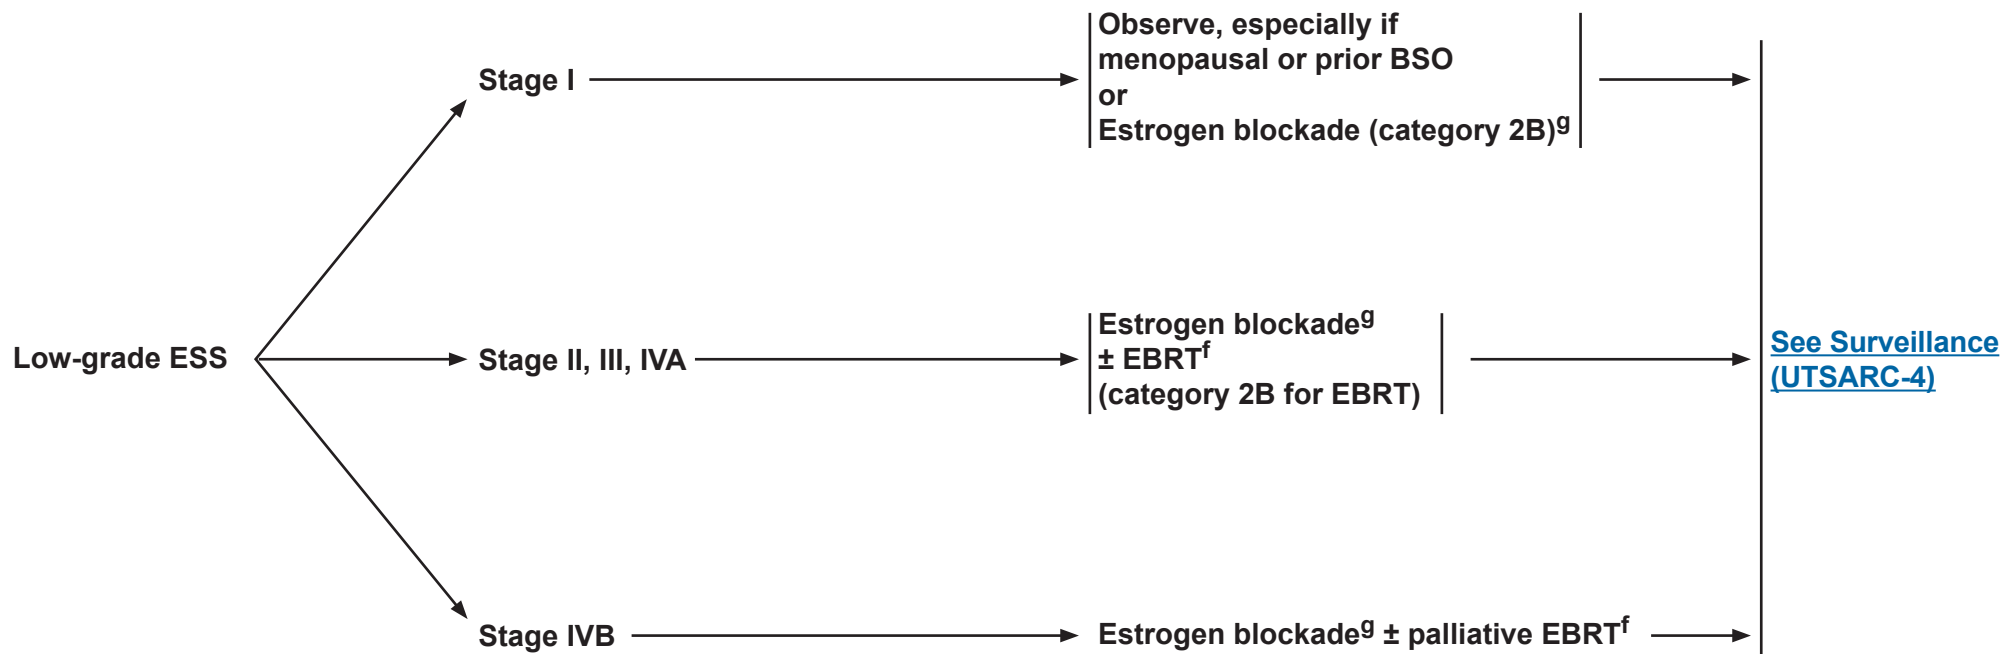 Low-grade ESS
Stage I
Observe, especially if
menopausal or prior BSO
or
Estrogen blockade (category 2B)g
Stage II, III, IVA
Estrogen blockadeg
± EBRTf
(category 2B for EBRT)
Stage IVB
Estrogen blockadeg ± palliative EBRTf
See Surveillance
(UTSARC-4)